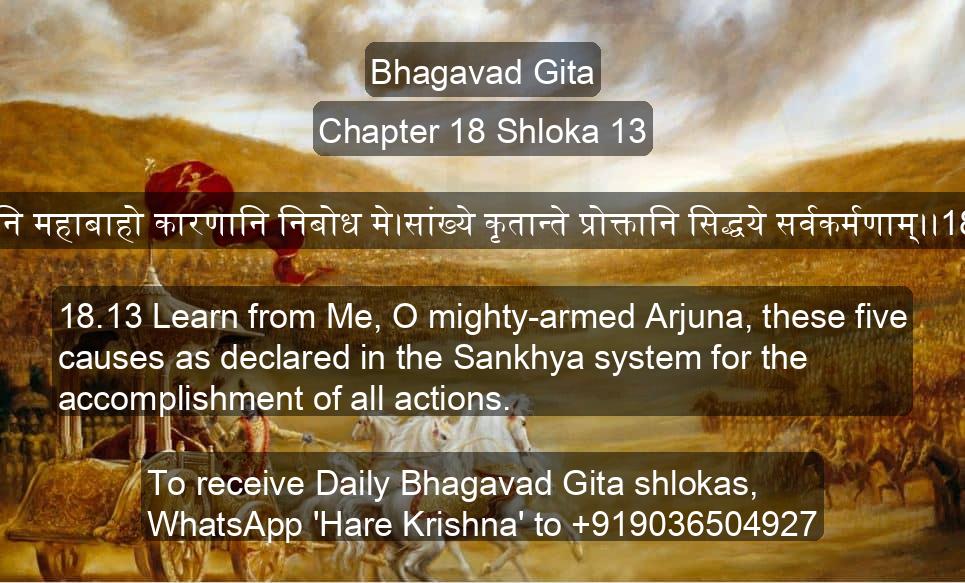 Bhagavad Gita
Chapter 18 Shloka 13
महाबाहो कारणानि निबोध मे।सांख्ये कृतान्ते प्रोक्तानि सिद्धये सर्वकर्मणाम्।।
18.13 Learn from Me, O mighty-armed Arjuna, these five
causes as declared in the Sankhya system for the
accomplishment of all actions.
To receive Daily Bhagavad Gita shlokas,
WhatsApp 'Hare Krishna' to +919036504927